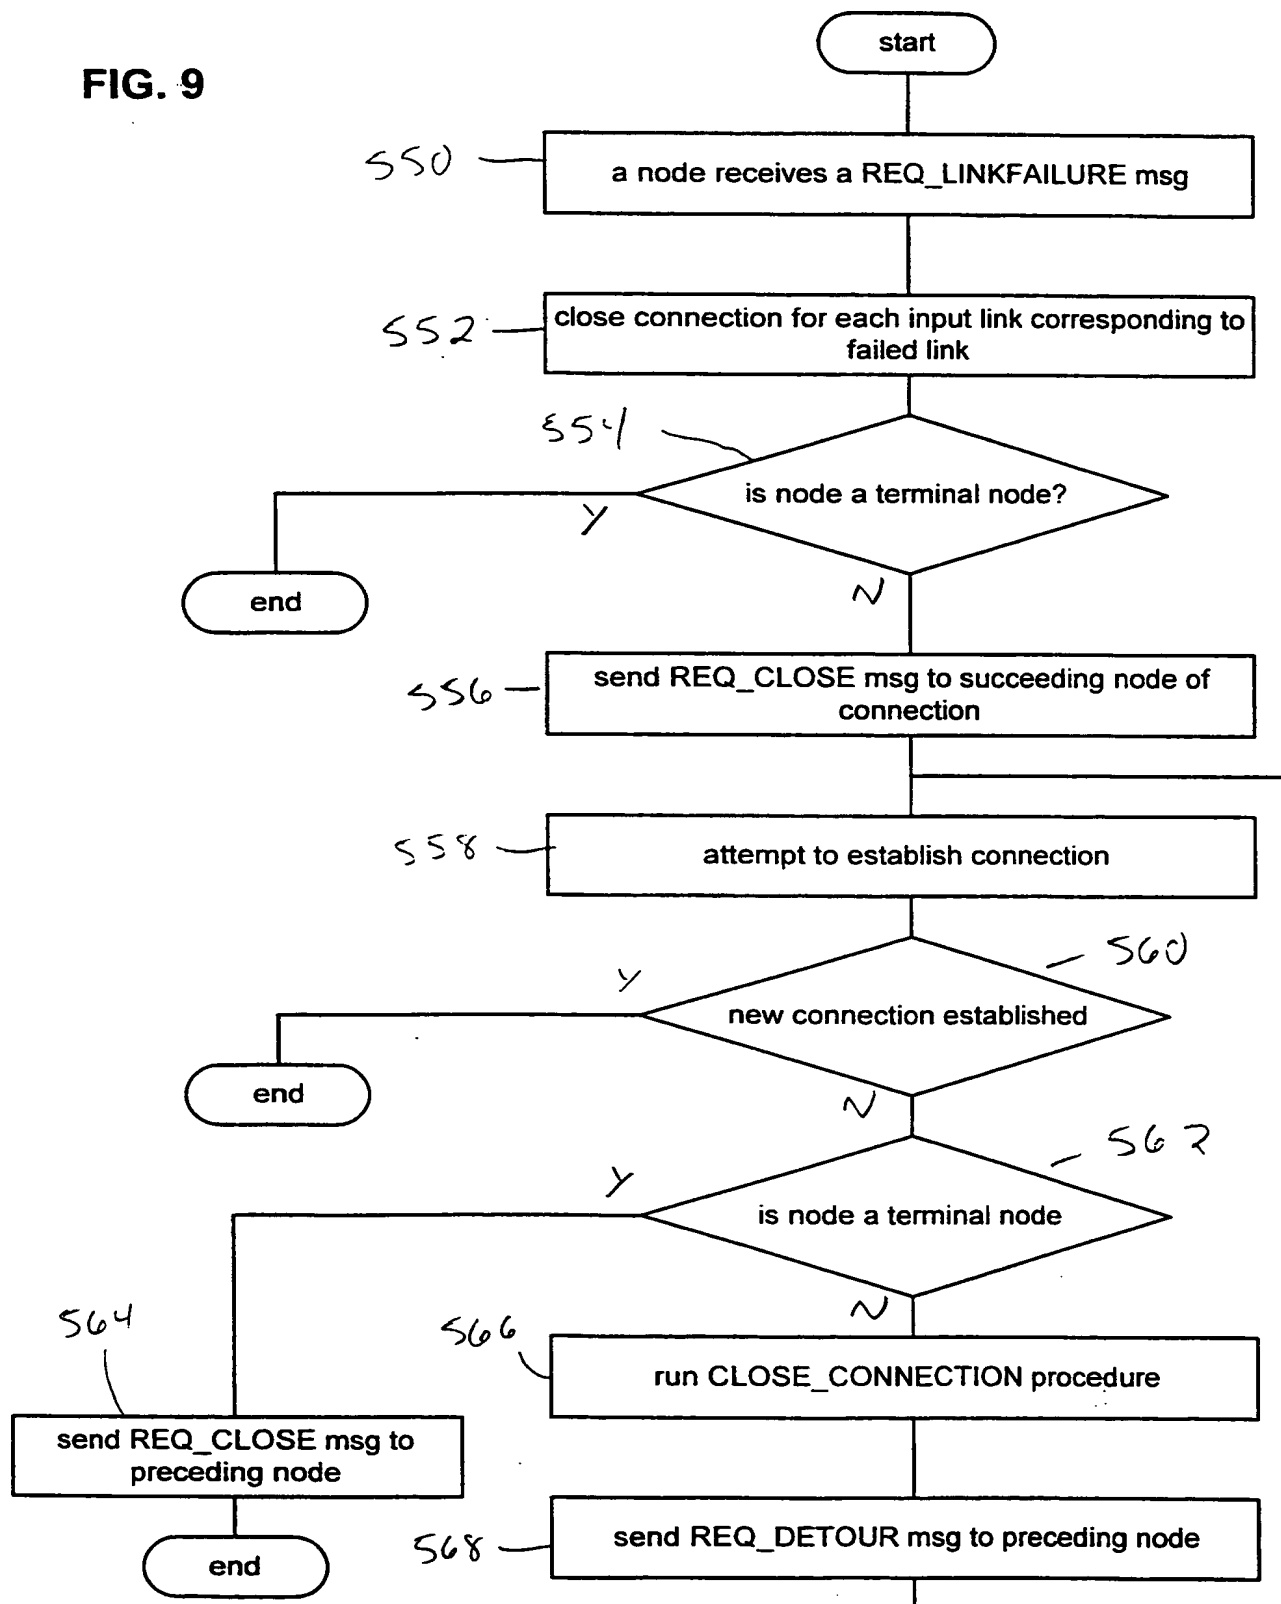 start
FIG. 9
550
a node receives a REQ_LINKFAILURE msg
552
close connection for each input link corresponding to
failed link
554
is node a terminal node?
Y
end
N
556
send REQ_CLOSE msg to succeeding node of
connection
558
attempt to establish connection
560
Y
new connection established
end
N
562
Y
is node a terminal node
N
564
566
run CLOSE_CONNECTION procedure
send REQ_CLOSE msg to
preceding node
568
send REQ_DETOUR msg to preceding node
end